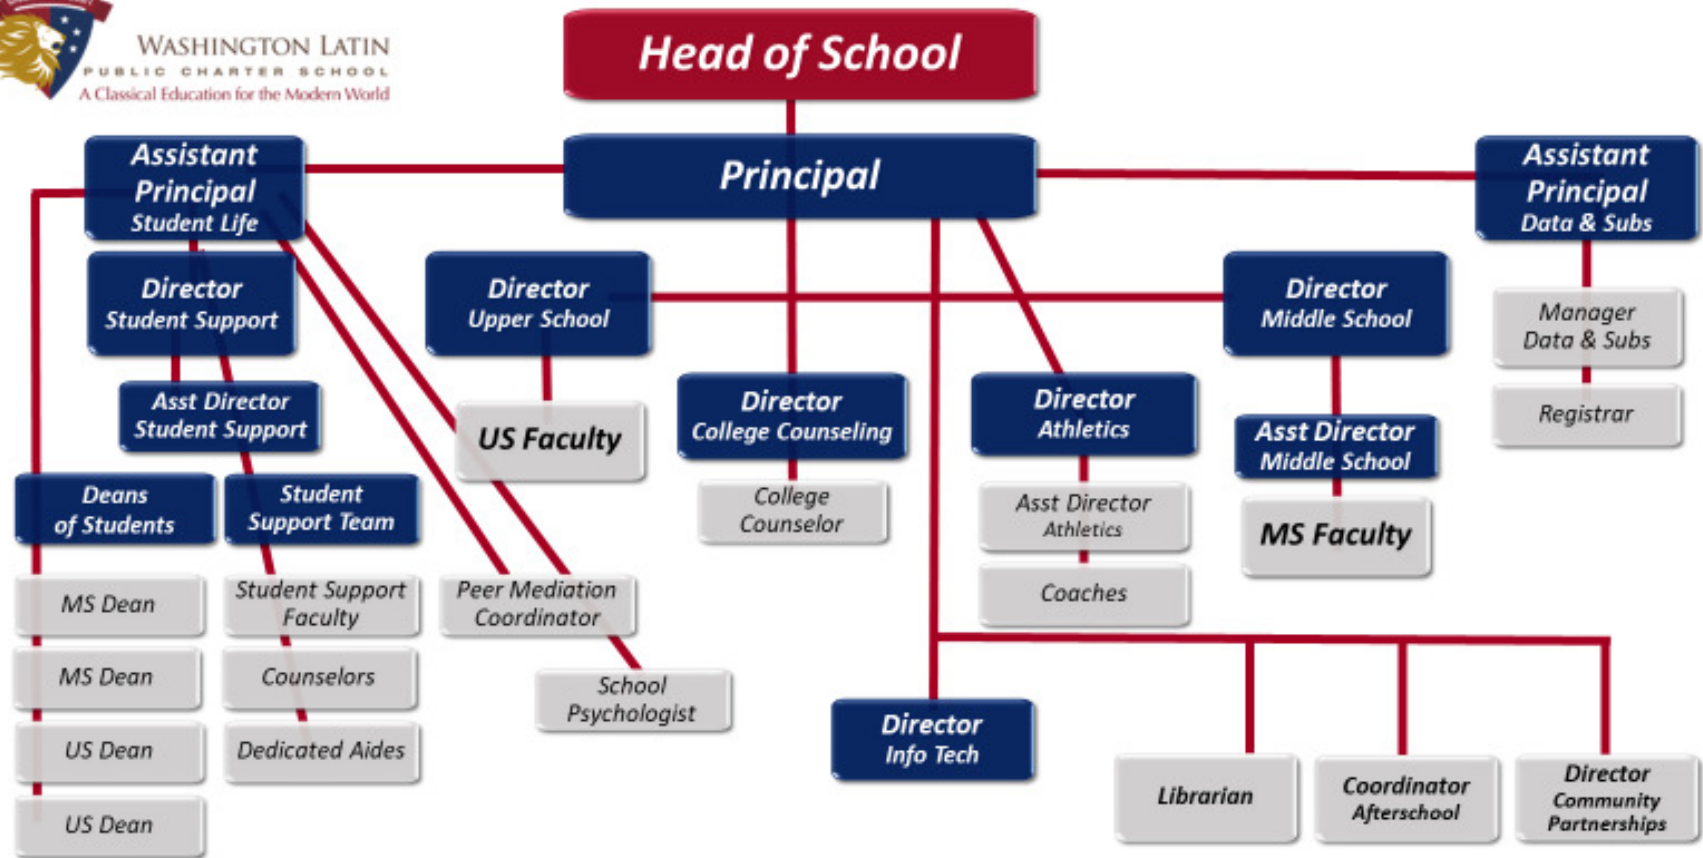 WASHINGTON LATIN
PUBLIC CHARTER SCHOOL
A Classical Education for the Modern World
Head of School
Assistant
Principal
Student Life
Principal
Assistant
Principal
Data & Subs
Director
Student Support
Director
Upper School
Director
Middle School
Manager
Data & Subs
Asst Director
Student Support
US Faculty
Director
College Counseling
Director
Athletics
Asst Director
Middle School
Registrar
Deans
of Students
Student
Support Team
College
Counselor
Asst Director
Athletics
MS Faculty
MS Dean
Student Support
Faculty
Peer Mediation
Coordinator
Coaches
MS Dean
Counselors
School
Psychologist
US Dean
Dedicated Aides
Director
Info Tech
Librarian
Coordinator
Afterschool
Director
Community
Partnerships
US Dean